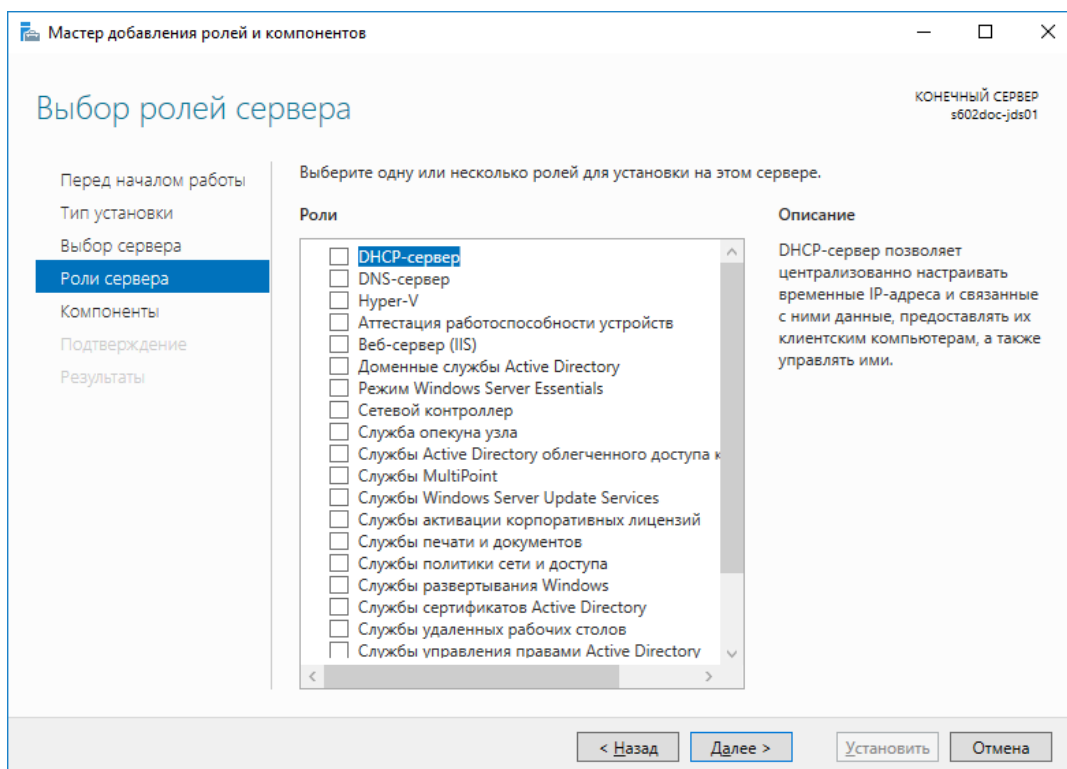 Мастер добавления ролей и компонентов
Выбор ролей сервера
КОНЕЧНЫЙ СЕРВЕР
s602doc-jds01
Перед началом работы
Тип установки
Выбор сервера
Роли сервера
Компоненты
Подтверждение
Результаты
Выберите одну или несколько ролей для установки на этом сервере.
Роли
DHCP-сервер
DNS-сервер
Hyper-V
Аттестация работоспособности устройств
Веб-сервер (IIS)
Доменные службы Active Directory
Режим Windows Server Essentials
Сетевой контроллер
Служба опекуна узла
Службы Active Directory облегченного доступа к
Службы MultiPoint
Службы Windows Server Update Services
Службы активации корпоративных лицензий
Службы печати и документов
Службы политики сети и доступа
Службы развертывания Windows
Службы сертификатов Active Directory
Службы удаленных рабочих столов
Службы управления правами Active Directory
Описание
DHCP-сервер позволяет
централизованно настраивать
временные IP-адреса и связанные
с ними данные, предоставлять их
клиентским компьютерам, а также
управлять ими.
< Назад
Далее >
Установить
Отмена